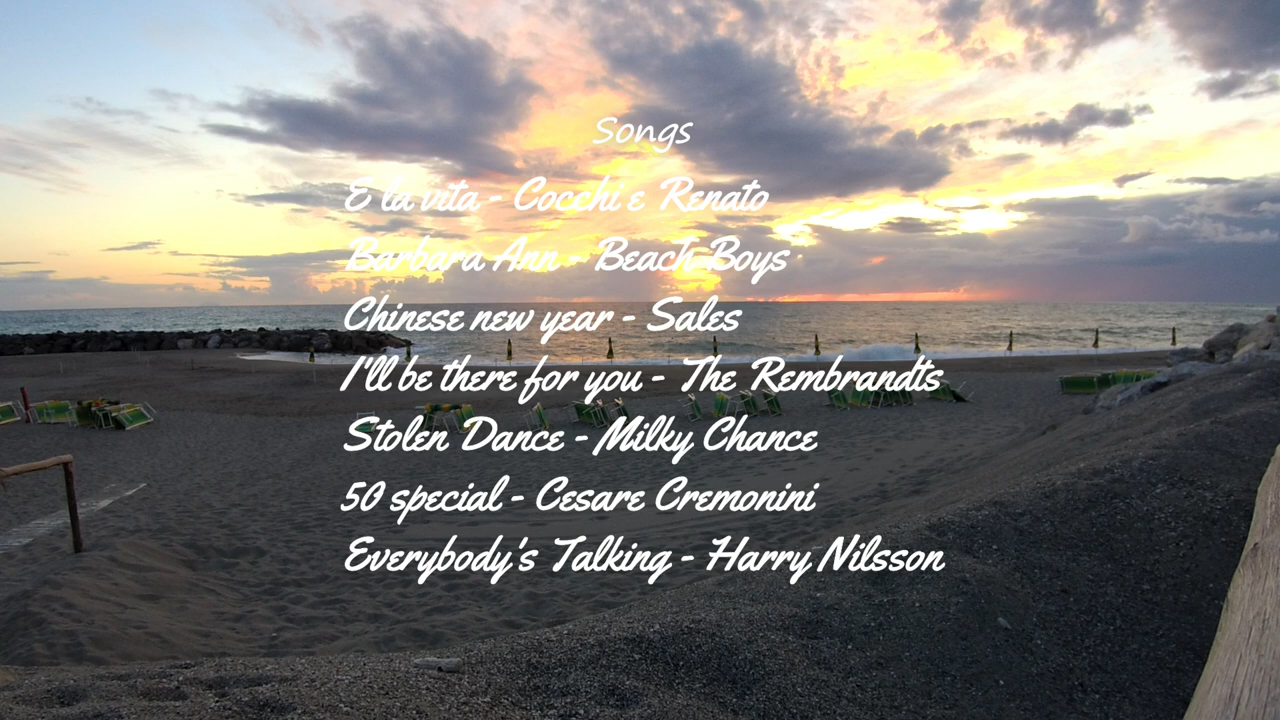 Songs
E la vita - Cocchi e Renato
Barbara Ann - Beach Boys
Chinese new year - Sales
I'll be there for you - The Rembrandts
Stolen Dance - Milky Chance
50 special - Cesare Cremonini
Everybody's Talking - Harry Nilsson